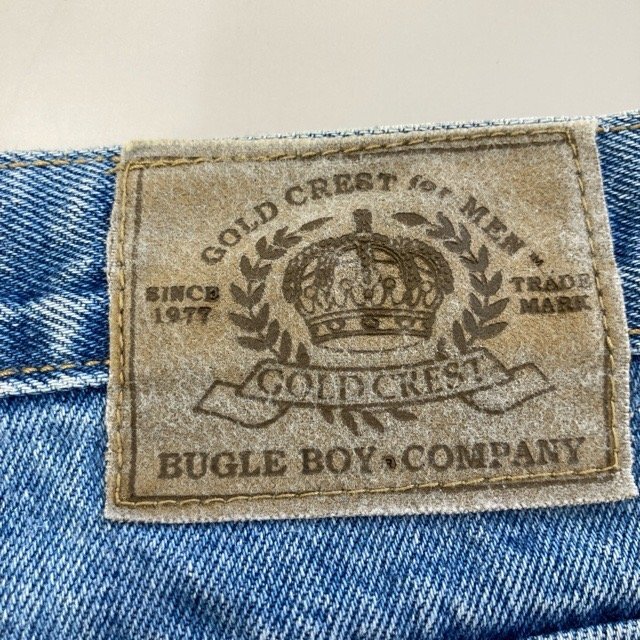 GOLD CREST for MEN
SINCE
1977
TRADE
MARK
GOLD CREST
BUGLE BOY COMPANY